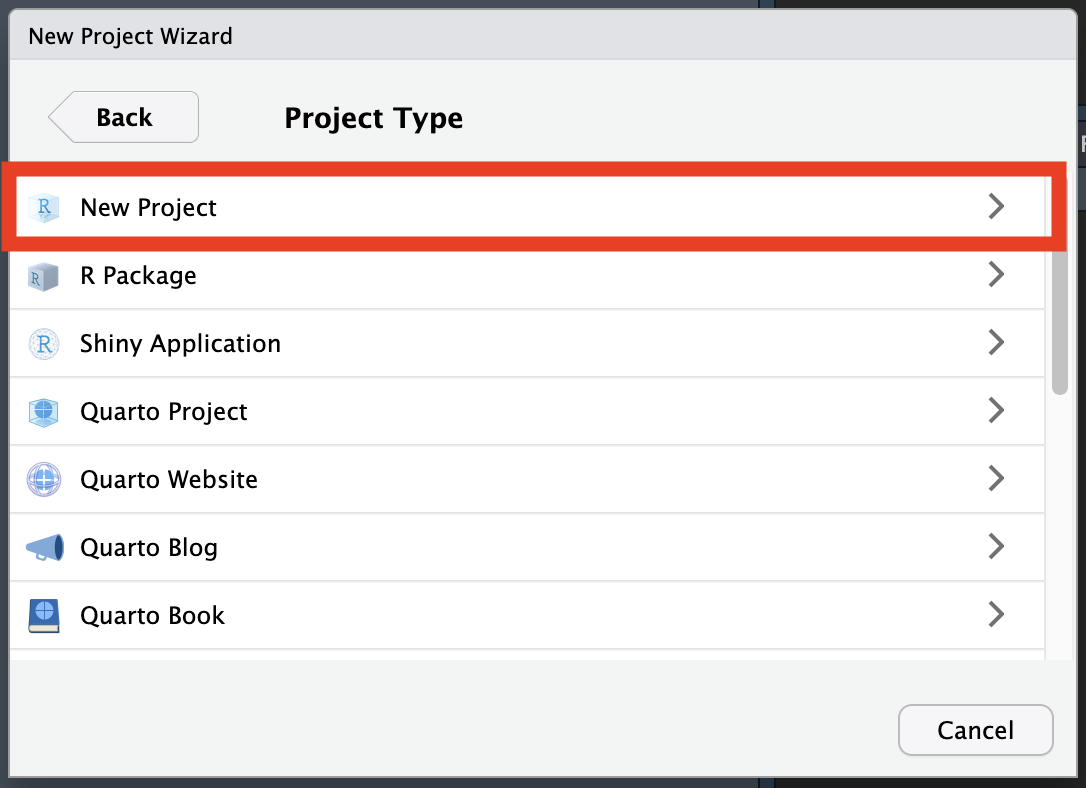 New Project Wizard
Back
Project Type
R New Project
R R Package
R Shiny Application
Quarto Project
Quarto Website
Quarto Blog
Quarto Book
Cancel